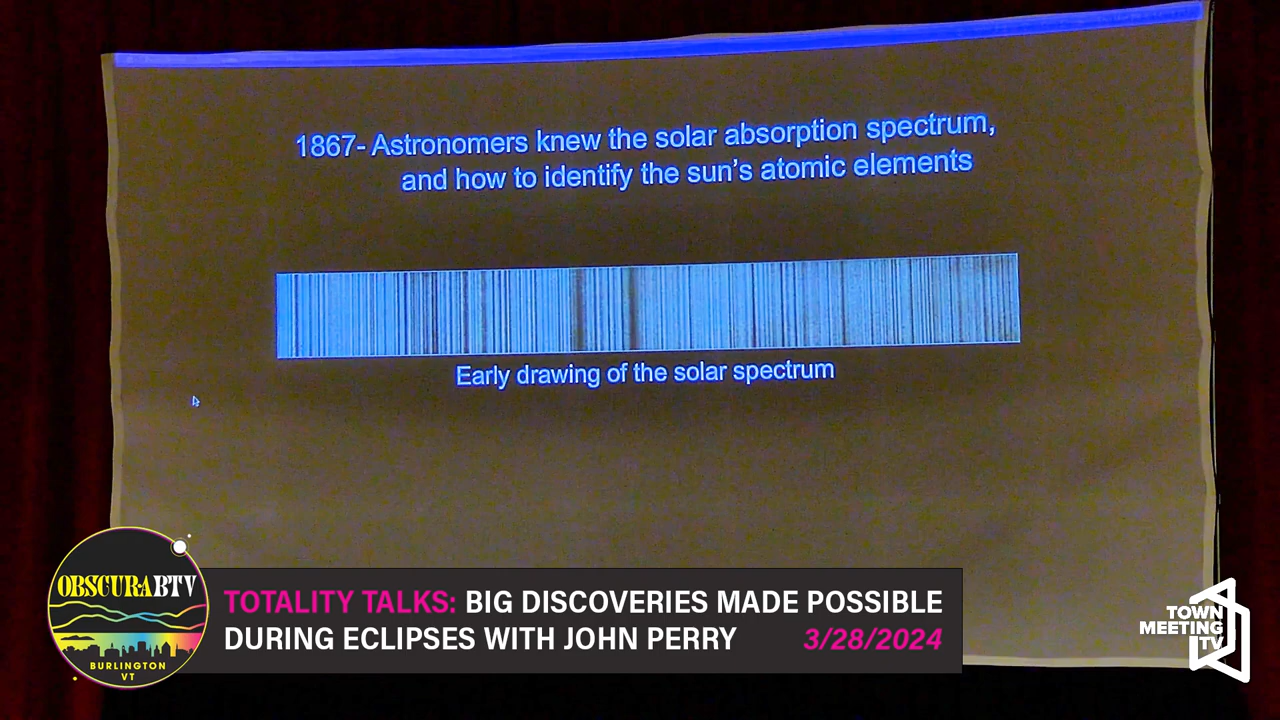 1867- Astronomers knew the solar absorption spectrum,
and how to identify the sun's atomic elements
Early drawing of the solar spectrum
OBSCURABTV
BURLINGTON
VT
TOTALITY TALKS: BIG DISCOVERIES MADE POSSIBLE
DURING ECLIPSES WITH JOHN PERRY 3/28/2024
TOWN
MEETING
TV